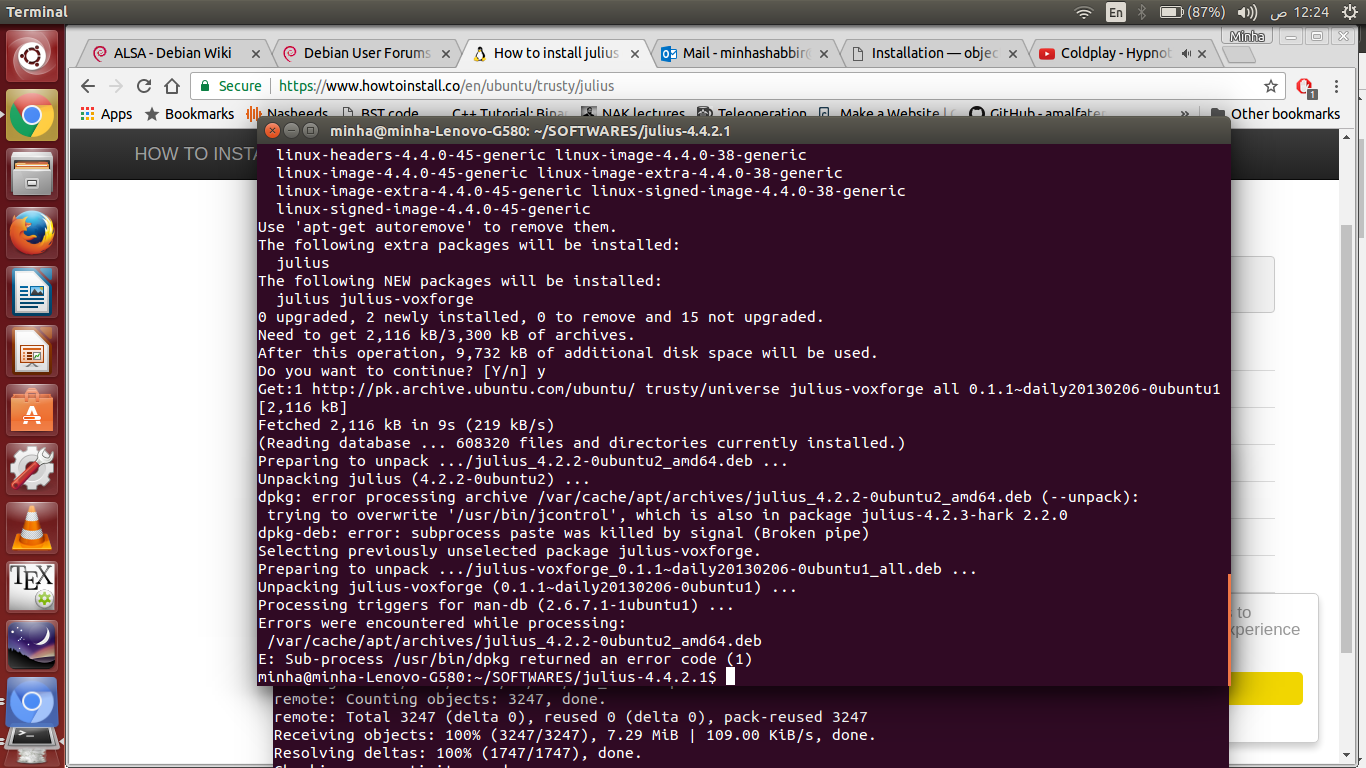 Terminal
En
(87%)
ص 12:24
ALSA - Debian Wiki
Debian User Forums
How to install julius
Mail - minhashabbir@
Installation — objec
Coldplay - Hypnot
Minha
Secure
https://www.howtoinstall.co/en/ubuntu/trusty/julius
1
Apps
Bookmarks
Nasheeds
BST code
C++ Tutorial: Binar
NAK lectures
Teleoperation
Make a Website
GitHub - amalfater
»
Other bookmarks
HOW TO INSTA
minha@minha-Lenovo-G580: ~/SOFTWARES/julius-4.4.2.1
linux-headers-4.4.0-45-generic linux-image-4.4.0-38-generic
linux-image-4.4.0-45-generic linux-image-extra-4.4.0-38-generic
linux-image-extra-4.4.0-45-generic linux-signed-image-4.4.0-38-generic
linux-signed-image-4.4.0-45-generic
Use 'apt-get autoremove' to remove them.
The following extra packages will be installed:
julius
The following NEW packages will be installed:
julius julius-voxforge
0 upgraded, 2 newly installed, 0 to remove and 15 not upgraded.
Need to get 2,116 kB/3,300 kB of archives.
After this operation, 9,732 kB of additional disk space will be used.
Do you want to continue? [Y/n] y
Get:1 http://pk.archive.ubuntu.com/ubuntu/ trusty/universe julius-voxforge all 0.1.1~daily20130206-0ubuntu1
[2,116 kB]
Fetched 2,116 kB in 9s (219 kB/s)
(Reading database ... 608320 files and directories currently installed.)
Preparing to unpack .../julius_4.2.2-0ubuntu2_amd64.deb ...
Unpacking julius (4.2.2-0ubuntu2) ...
dpkg: error processing archive /var/cache/apt/archives/julius_4.2.2-0ubuntu2_amd64.deb (--unpack):
trying to overwrite '/usr/bin/jcontrol', which is also in package julius-4.2.3-hark 2.2.0
dpkg-deb: error: subprocess paste was killed by signal (Broken pipe)
Selecting previously unselected package julius-voxforge.
Preparing to unpack .../julius-voxforge_0.1.1~daily20130206-0ubuntu1_all.deb ...
Unpacking julius-voxforge (0.1.1~daily20130206-0ubuntu1) ...
Processing triggers for man-db (2.6.7.1-1ubuntu1) ...
Errors were encountered while processing:
/var/cache/apt/archives/julius_4.2.2-0ubuntu2_amd64.deb
E: Sub-process /usr/bin/dpkg returned an error code (1)
minha@minha-Lenovo-G580:~/SOFTWARES/julius-4.4.2.1$
s to
xperience
remote: Counting objects: 3247, done.
remote: Total 3247 (delta 0), reused 0 (delta 0), pack-reused 3247
Receiving objects: 100% (3247/3247), 7.29 MiB | 109.00 KiB/s, done.
Resolving deltas: 100% (1747/1747), done.
TEX